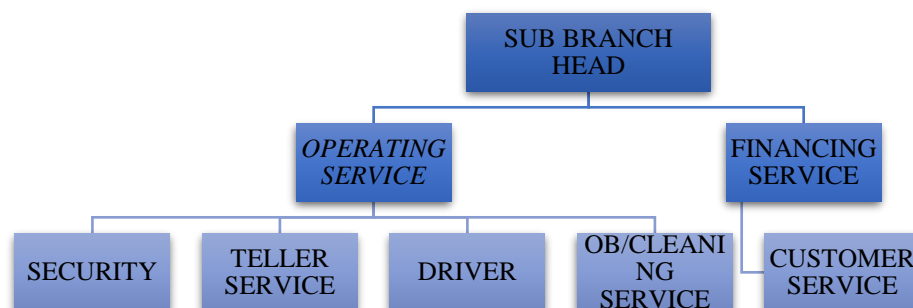 SUB BRANCH
HEAD
OPERATING
SERVICE
FINANCING
SERVICE
SECURITY
TELLER
SERVICE
DRIVER
OB/CLEANI
NG
SERVICE
CUSTOMER
SERVICE